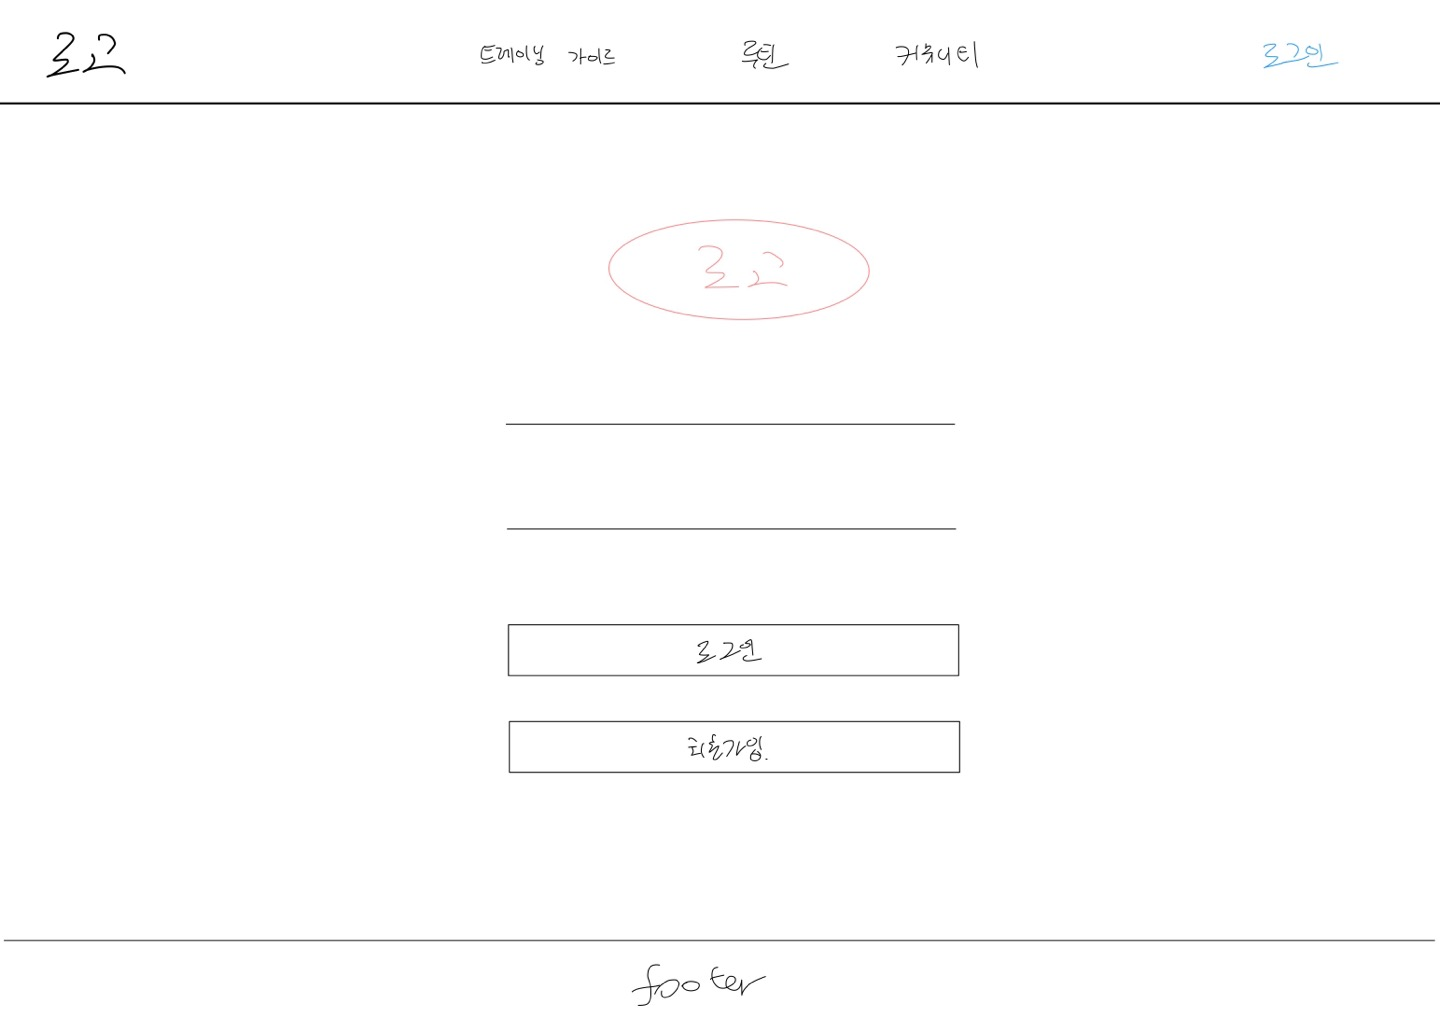 로고 트레이닝 가이드 루틴 커뮤니티 로그인
로고
로그인
회원가입.
footer